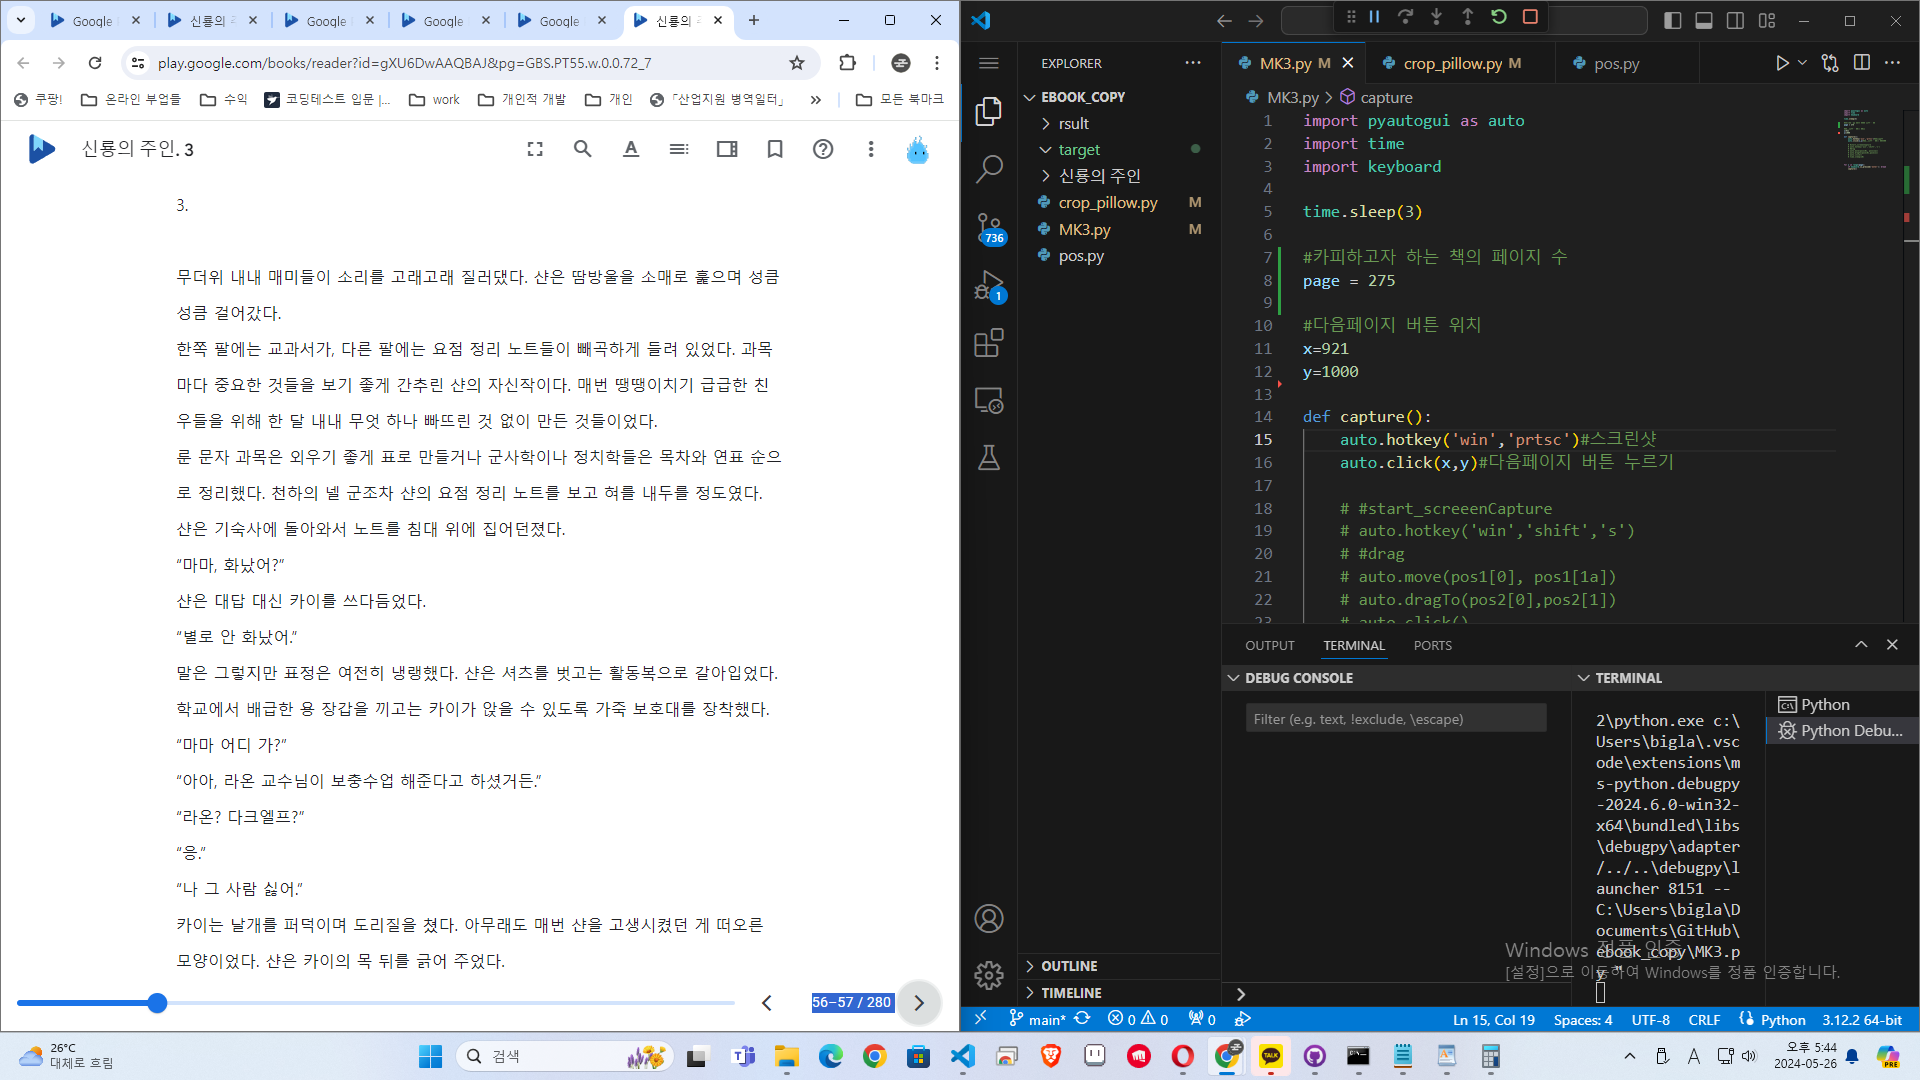 Google
신룡의 주
Google
Google
Google
신룡의
play.google.com/books/reader?id=gXU6DwAAQBAJ&pg=GBS.PT55.w.0.0.72_7
쿠팡!
온라인 부업들
수익
코딩테스트 입문 |...
work
개인적 개발
개인
「산업지원 병역일터」
»
모든 북마크
신룡의 주인. 3
3.
무더위 내내 매미들이 소리를 고래고래 질러댔다. 샨은 땀방울을 소매로 훑으며 성큼
성큼 걸어갔다.
한쪽 팔에는 교과서가, 다른 팔에는 요점 정리 노트들이 빼곡하게 들려 있었다. 과목
마다 중요한 것들을 보기 좋게 간추린 샨의 자신작이다. 매번 땡땡이치기 급급한 친
우들을 위해 한 달 내내 무엇 하나 빠뜨린 것 없이 만든 것들이었다.
룬 문자 과목은 외우기 좋게 표로 만들거나 군사학이나 정치학들은 목차와 연표 순으
로 정리했다. 천하의 넬 군조차 샨의 요점 정리 노트를 보고 혀를 내두를 정도였다.
샨은 기숙사에 돌아와서 노트를 침대 위에 집어던졌다.
“마마, 화났어?”
샨은 대답 대신 카이를 쓰다듬었다.
“별로 안 화났어.”
말은 그렇지만 표정은 여전히 냉랭했다. 샨은 셔츠를 벗고는 활동복으로 갈아입었다.
학교에서 배급한 용 장갑을 끼고는 카이가 앉을 수 있도록 가죽 보호대를 장착했다.
“마마 어디 가?”
“아아, 라온 교수님이 보충수업 해준다고 하셨거든.”
“라온? 다크엘프?”
“응.”
“나 그 사람 싫어.”
카이는 날개를 퍼덕이며 도리질을 쳤다. 아무래도 매번 샨을 고생시켰던 게 떠오른
모양이었다. 샨은 카이의 목 뒤를 긁어 주었다.
56–57 / 280
EXPLORER
EBOOK_COPY
rsult
target
신룡의 주인
crop_pillow.py M
MK3.py M
pos.py
736
1
OUTLINE
TIMELINE
MK3.py M
crop_pillow.py M
pos.py
MK3.py > capture
1 import pyautogui as auto
2 import time
3 import keyboard
4
5 time.sleep(3)
6
7 #카피하고자 하는 책의 페이지 수
8 page = 275
9
10 #다음페이지 버튼 위치
11 x=921
12 y=1000
13
14 def capture():
15 auto.hotkey('win','prtsc')#스크린샷
16 auto.click(x,y)#다음페이지 버튼 누르기
17
18 # #start_screeenCapture
19 # auto.hotkey('win','shift','s')
20 # #drag
21 # auto.move(pos1[0], pos1[1a])
22 # auto.dragTo(pos2[0],pos2[1])
23 # auto.click()
OUTPUT
TERMINAL
PORTS
DEBUG CONSOLE
Filter (e.g. text, !exclude, \escape)
TERMINAL
2\python.exe c:\
Users\bigla\.vsc
ode\extensions\m
s-python.debugpy
-2024.6.0-win32-
x64\bundled\libs
\debugpy\adapter
/../..\debugpy\l
auncher 8151 --
C:\Users\bigla\D
ocuments\GitHub\
ebook_copy\MK3.p
y "
Python
Python Debu...
Windows 정품 인증
[설정]으로 이동하여 Windows를 정품 인증합니다.
main*
0
0
0
Ln 15, Col 19
Spaces: 4
UTF-8
CRLF
Python
3.12.2 64-bit
26°C
대체로 흐림
검색
TALK
A
오후 5:44
2024-05-26
PRE